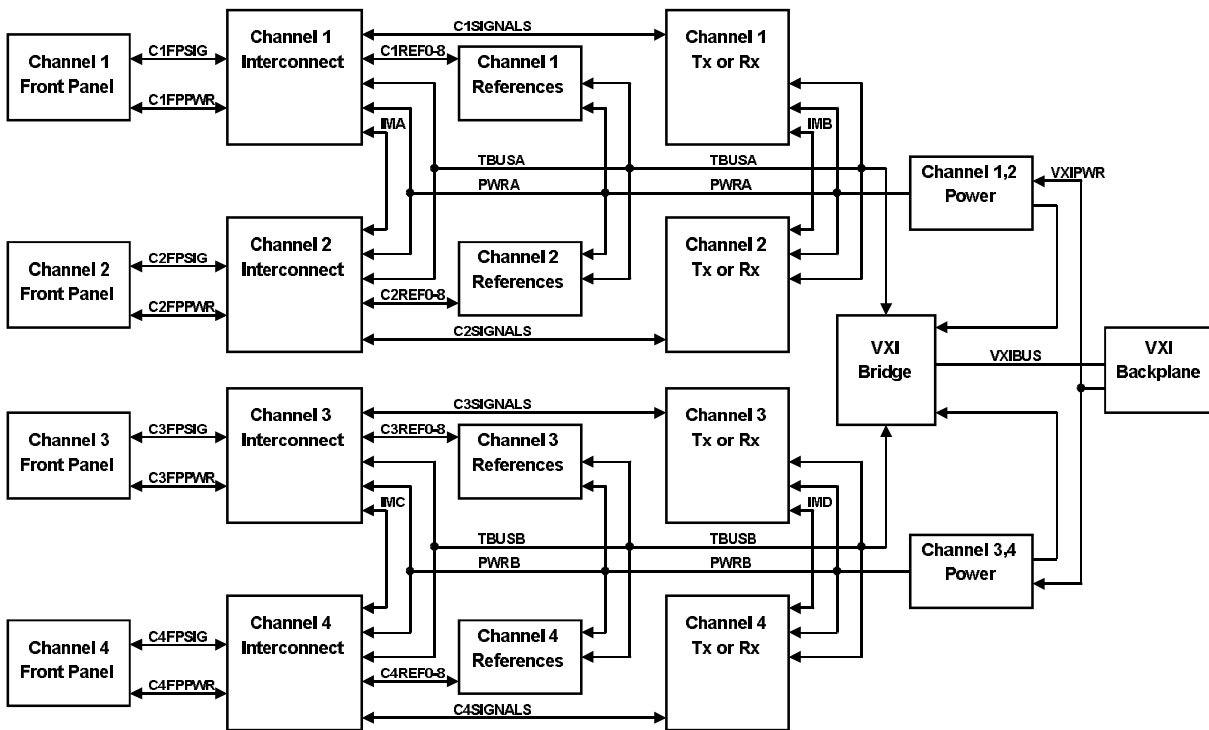 Channel 1
Front Panel
C1FPSIG
C1FPPWR
Channel 1
Interconnect
C1SIGNALS
C1REF0-8
Channel 1
References
Channel 1
Tx or Rx
IMA
IMB
TBUSA
TBUSA
PWRA
PWRA
Channel 1,2
Power
VXIPWR
Channel 2
Front Panel
C2FPSIG
C2FPPWR
Channel 2
Interconnect
Channel 2
References
C2REF0-8
C2SIGNALS
Channel 2
Tx or Rx
VXI
Bridge
VXIBUS
VXI
Backplane
Channel 3
Front Panel
C3FPSIG
C3FPPWR
Channel 3
Interconnect
C3SIGNALS
C3REF0-8
Channel 3
References
Channel 3
Tx or Rx
IMC
IMD
TBUSB
TBUSB
PWRB
PWRB
Channel 3,4
Power
Channel 4
Front Panel
C4FPSIG
C4FPPWR
Channel 4
Interconnect
Channel 4
References
C4REF0-8
C4SIGNALS
Channel 4
Tx or Rx